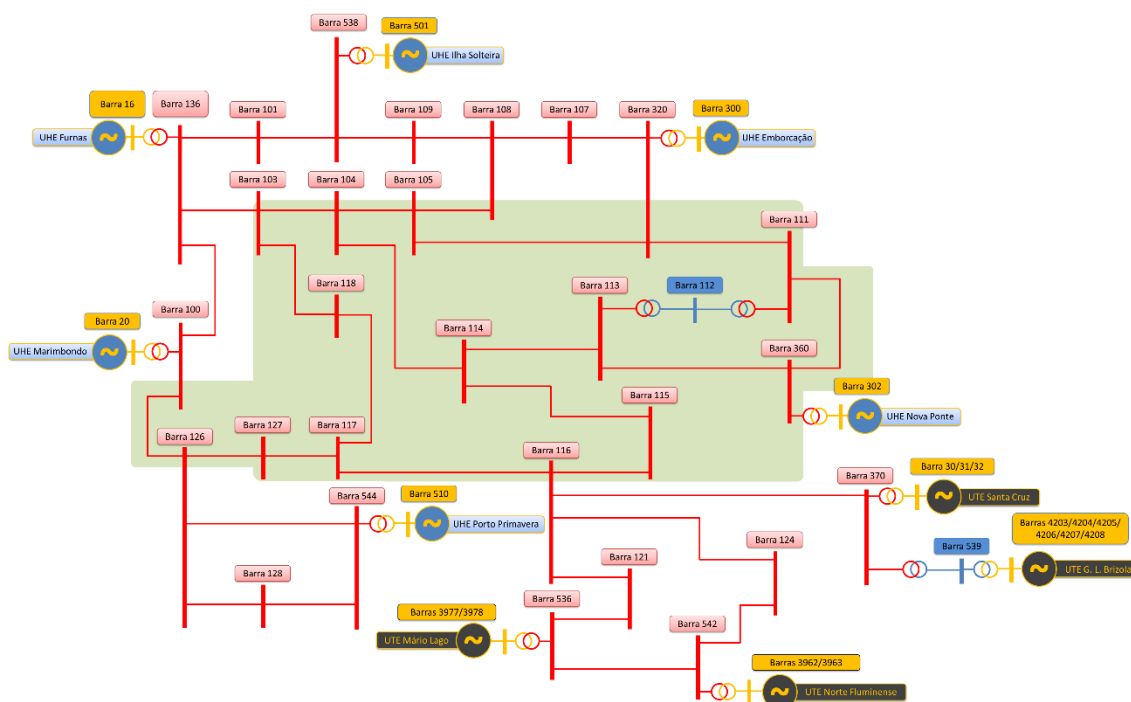 Barra 538
Barra 501
UHE Ilha Solteira
Barra 16
Barra 136
Barra 101
Barra 109
Barra 108
Barra 107
Barra 320
Barra 300
UHE Furnas
UHE Emborcação
Barra 103
Barra 104
Barra 105
Barra 111
Barra 118
Barra 113
Barra 112
Barra 100
Barra 20
Barra 114
UHE Marimbondo
Barra 360
Barra 302
Barra 115
UHE Nova Ponte
Barra 126
Barra 127
Barra 117
Barra 116
Barra 370
Barra 30/31/32
UTE Santa Cruz
Barra 544
Barra 510
UHE Porto Primavera
Barras 4203/4204/4205/
4206/4207/4208
Barra 124
Barra 539
UTE G. L. Brizola
Barra 121
Barra 128
Barra 536
Barras 3977/3978
UTE Mário Lago
Barra 542
Barras 3962/3963
UTE Norte Fluminense